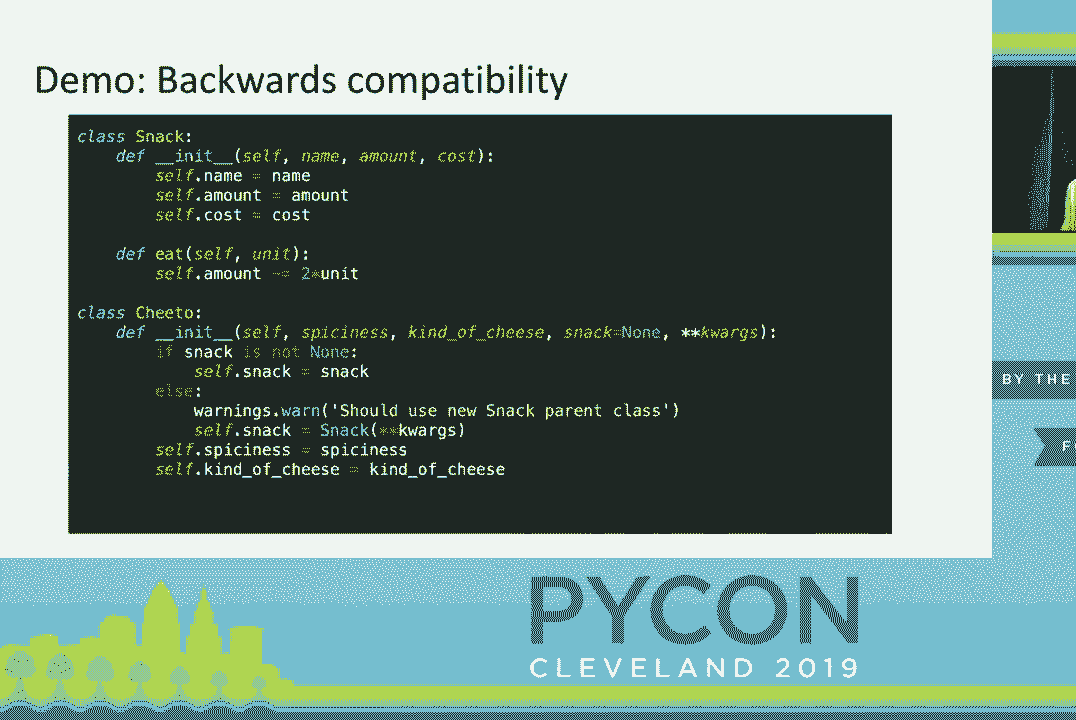 Demo: Backwards compatibility
class Snack:
    def __init__(self, name, amount, cost):
        self.name = name
        self.amount = amount
        self.cost = cost
    def eat(self, unit):
        self.amount -= 2*unit
class Cheeto:
    def __init__(self, spiciness, kind_of_cheese, snack=None, **kwargs):
        if snack is not None:
            self.snack = snack
        else:
            warnings.warn('Should use new Snack parent class')
            self.snack = Snack(**kwargs)
        self.spiciness = spiciness
        self.kind_of_cheese = kind_of_cheese
BY THE
PYCON
CLEVELAND 2019